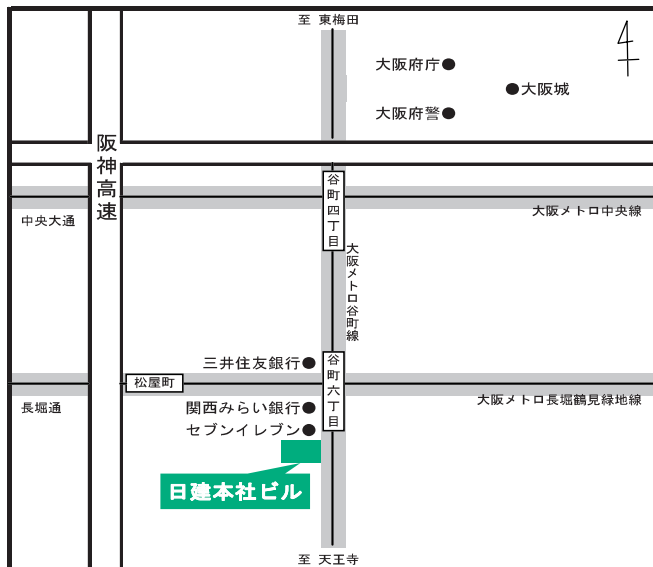 至 東梅田
大阪府庁
大阪城
大阪府警
阪神高速
谷町四丁目
中央大通
大阪メトロ中央線
大阪メトロ谷町線
三井住友銀行
谷町六丁目
松屋町
長堀通
関西みらい銀行
大阪メトロ長堀鶴見緑地線
セブンイレブン
日建本社ビル
至 天王寺